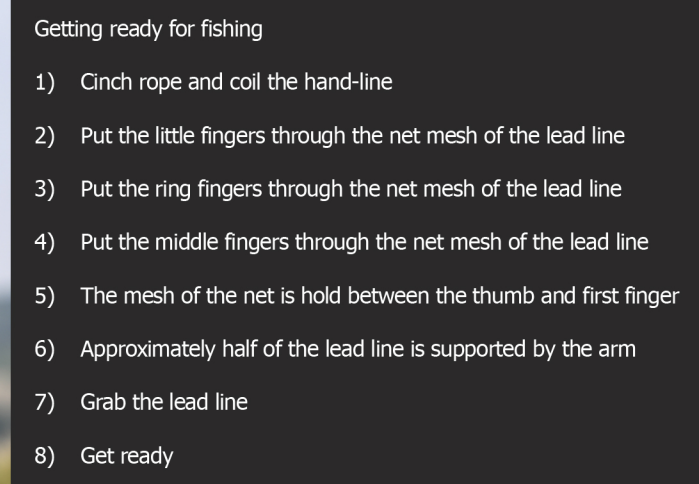 Getting ready for fishing
1) Cinch rope and coil the hand-line
2) Put the little fingers through the net mesh of the lead line
3) Put the ring fingers through the net mesh of the lead line
4) Put the middle fingers through the net mesh of the lead line
5) The mesh of the net is hold between the thumb and first finger
6) Approximately half of the lead line is supported by the arm
7) Grab the lead line
8) Get ready